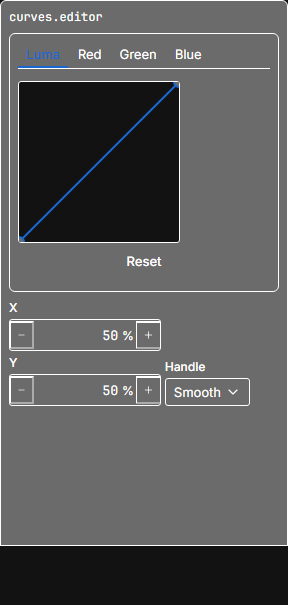 curves.editor
Luma Red Green Blue
Reset
X
- 50 % +
Y
Handle
- 50 % +
Smooth